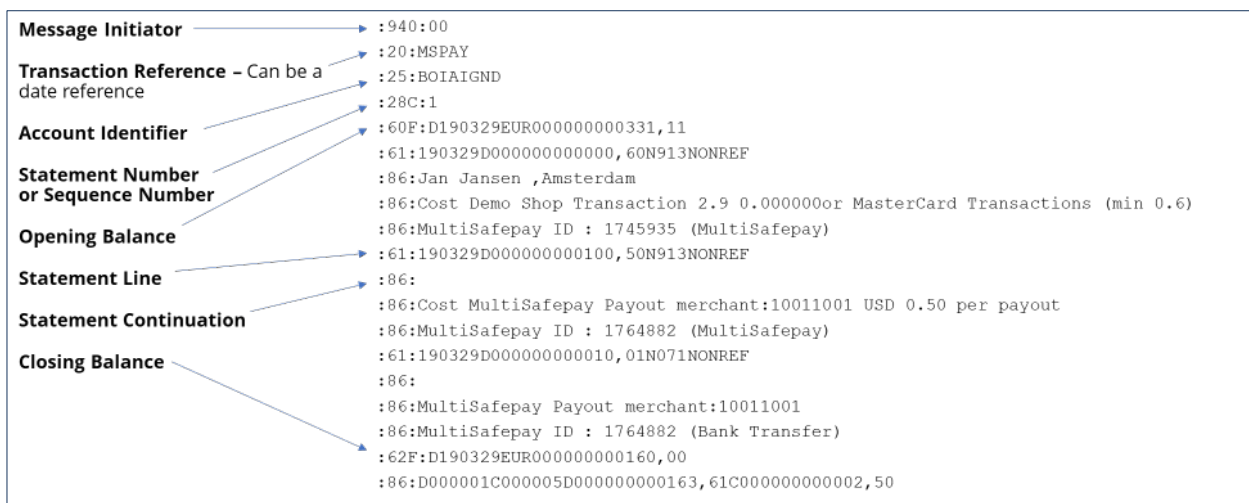 Message Initiator
Transaction Reference – Can be a
date reference
Account Identifier
Statement Number
or Sequence Number
Opening Balance
Statement Line
Statement Continuation
Closing Balance
:940:00
:20:MSPAY
:25:BOIAIGND
:28C:1
:60F:D190329EUR000000000331,11
:61:190329D000000000000,60N913NONREF
:86:Jan Jansen ,Amsterdam
:86:Cost Demo Shop Transaction 2.9 0.000000or MasterCard Transactions (min 0.6)
:86:MultiSafepay ID : 1745935 (MultiSafepay)
:61:190329D000000000100,50N913NONREF
:86:
:86:Cost MultiSafepay Payout merchant:10011001 USD 0.50 per payout
:86:MultiSafepay ID : 1764882 (MultiSafepay)
:61:190329D000000000010,01N071NONREF
:86:
:86:MultiSafepay Payout merchant:10011001
:86:MultiSafepay ID : 1764882 (Bank Transfer)
:62F:D190329EUR000000000160,00
:86:D000001C000005D000000000163,61C000000000002,50